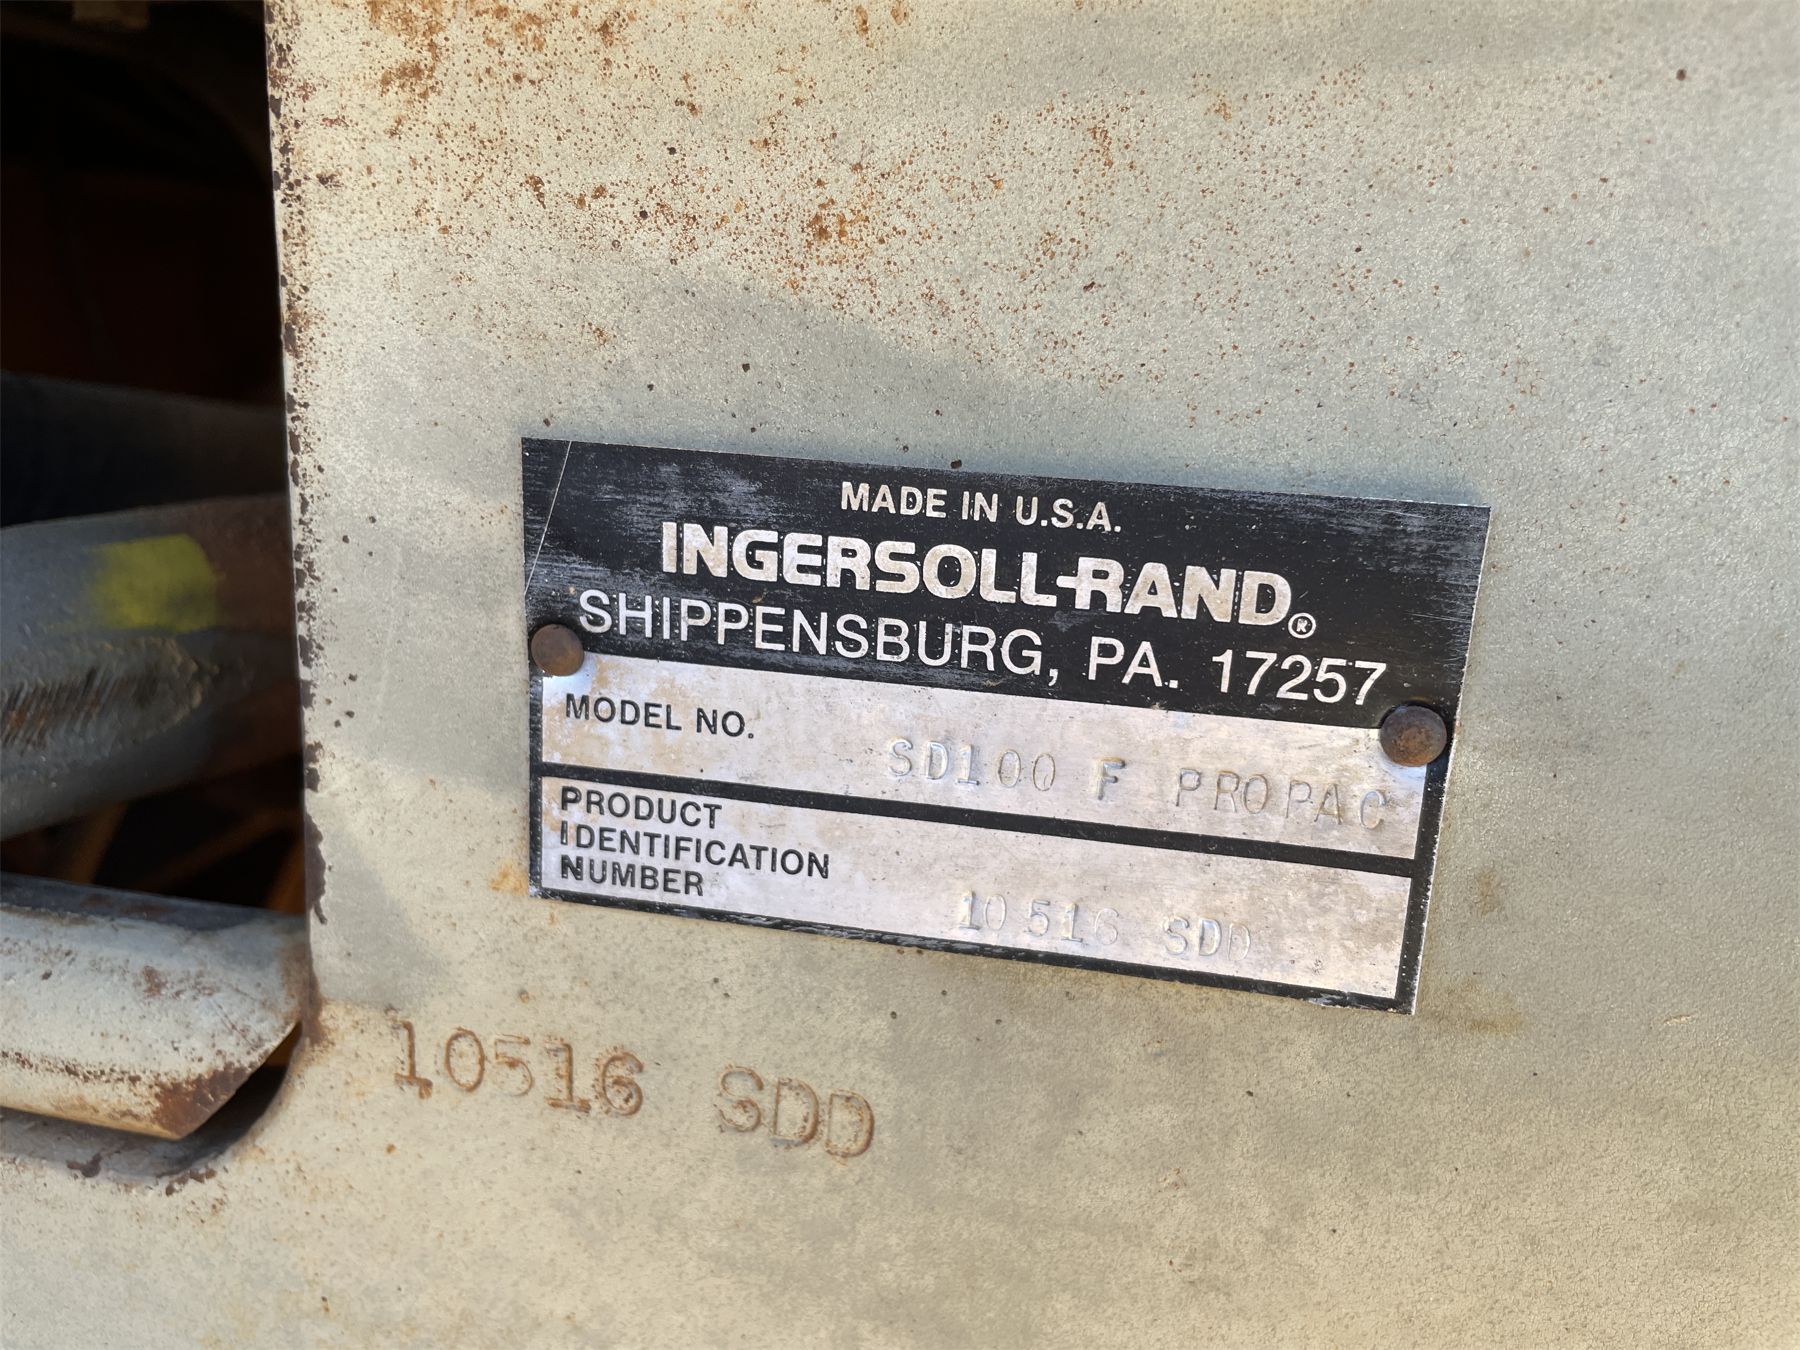 MADE IN U.S.A.
INGERSOLL-RAND®
SHIPPENSBURG, PA. 17257
MODEL NO. SD100 F PROPAC
PRODUCT
IDENTIFICATION
NUMBER 10516 SDD
10516 SDD